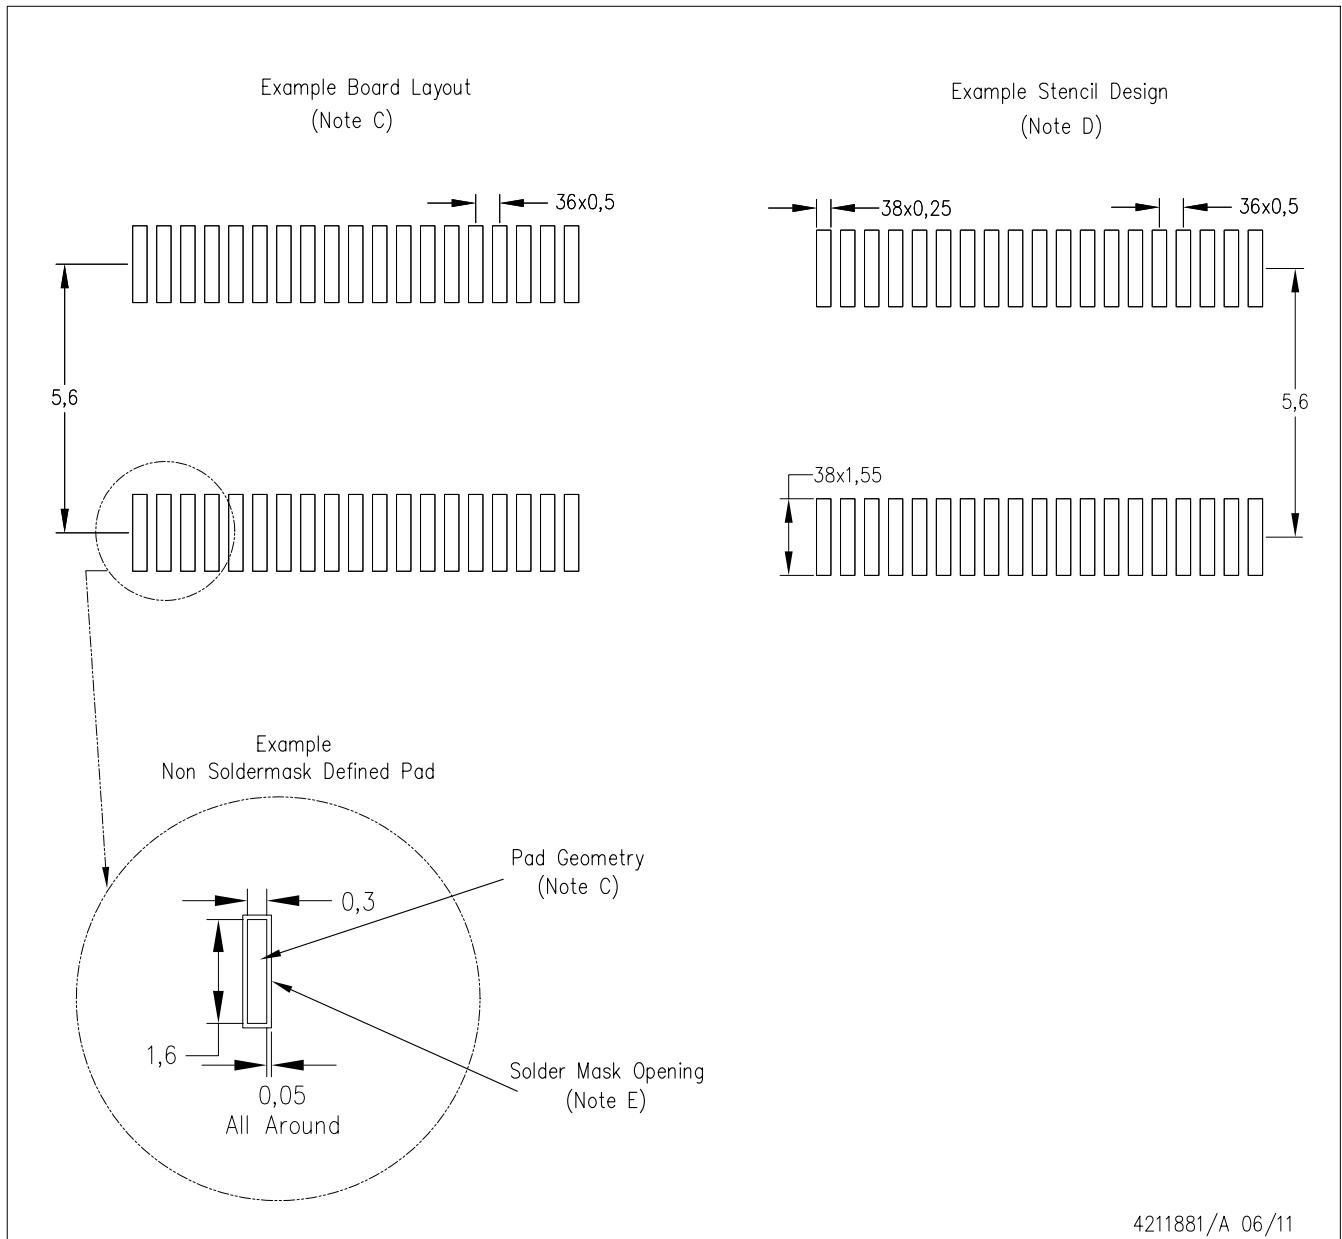 Example Board Layout
(Note C)
36x0,5
5,6
Example Stencil Design
(Note D)
38x0,25
36x0,5
5,6
38x1,55
Example
Non Soldermask Defined Pad
0,3
Pad Geometry
(Note C)
1,6
0,05
All Around
Solder Mask Opening
(Note E)
4211881/A 06/11